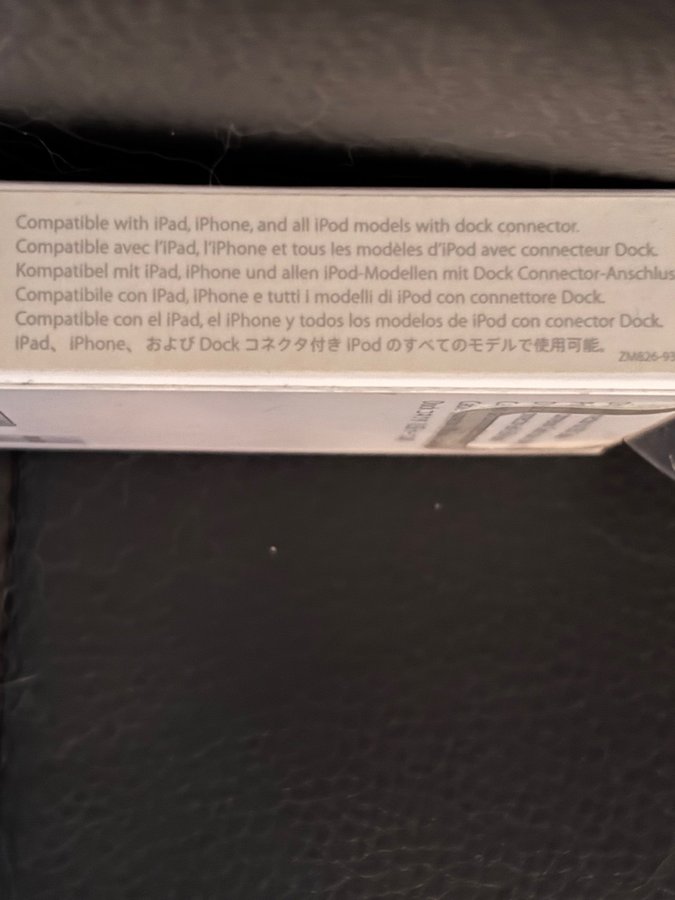 Compatible with iPad, iPhone, and all iPod models with dock connector.
Compatible avec l'iPad, l'iPhone et tous les modèles d'iPod avec connecteur Dock.
Kompatibel mit iPad, iPhone und allen iPod-Modellen mit Dock Connector-Anschlus
Compatibile con iPad, iPhone e tutti i modelli di iPod con connettore Dock.
Compatible con el iPad, el iPhone y todos los modelos de iPod con conector Dock.
iPad、 iPhone、 および Dock コネクタ付き iPod のすべてのモデルで使用可能。
ZM826-93